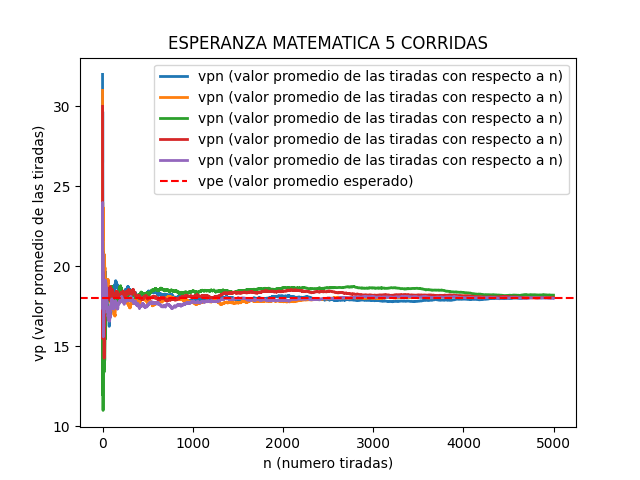 ESPERANZA MATEMATICA 5 CORRIDAS
vpn (valor promedio de las tiradas con respecto a n)
vpn (valor promedio de las tiradas con respecto a n)
vpn (valor promedio de las tiradas con respecto a n)
vpn (valor promedio de las tiradas con respecto a n)
vpn (valor promedio de las tiradas con respecto a n)
vpe (valor promedio esperado)
vp (valor promedio de las tiradas)
30
25
20
15
10
0 1000 2000 3000 4000 5000
n (numero tiradas)